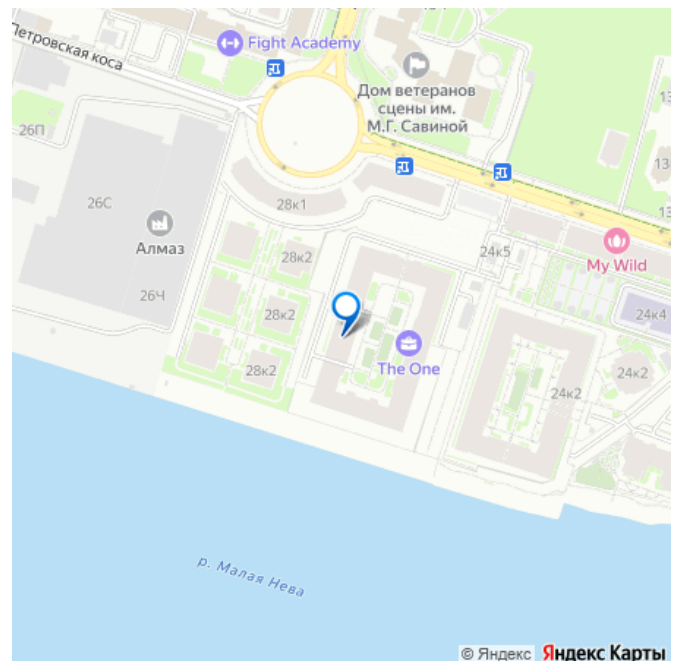 Петровская коса
Fight Academy
Дом ветеранов
сцены им.
М.Г. Савиной
26П
26С
28к1
Алмаз
24к5
My Wild
28к2
26Ч
28к2
24к4
The One
28к2
24к2
24к2
р. Малая Нева
© Яндекс Яндекс Карты